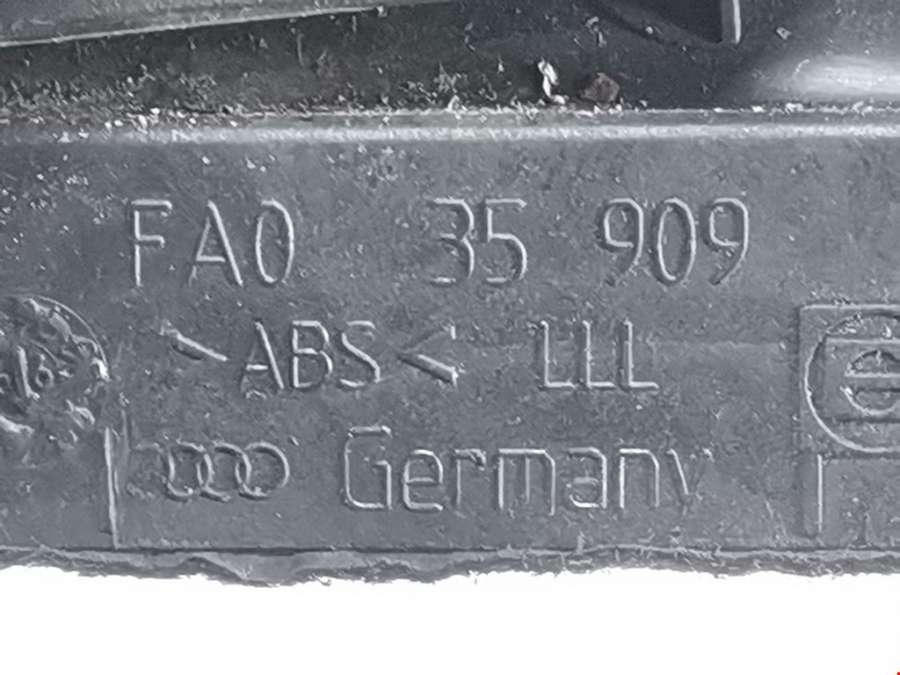 FA0 35 909
>ABS< LLL
Germany